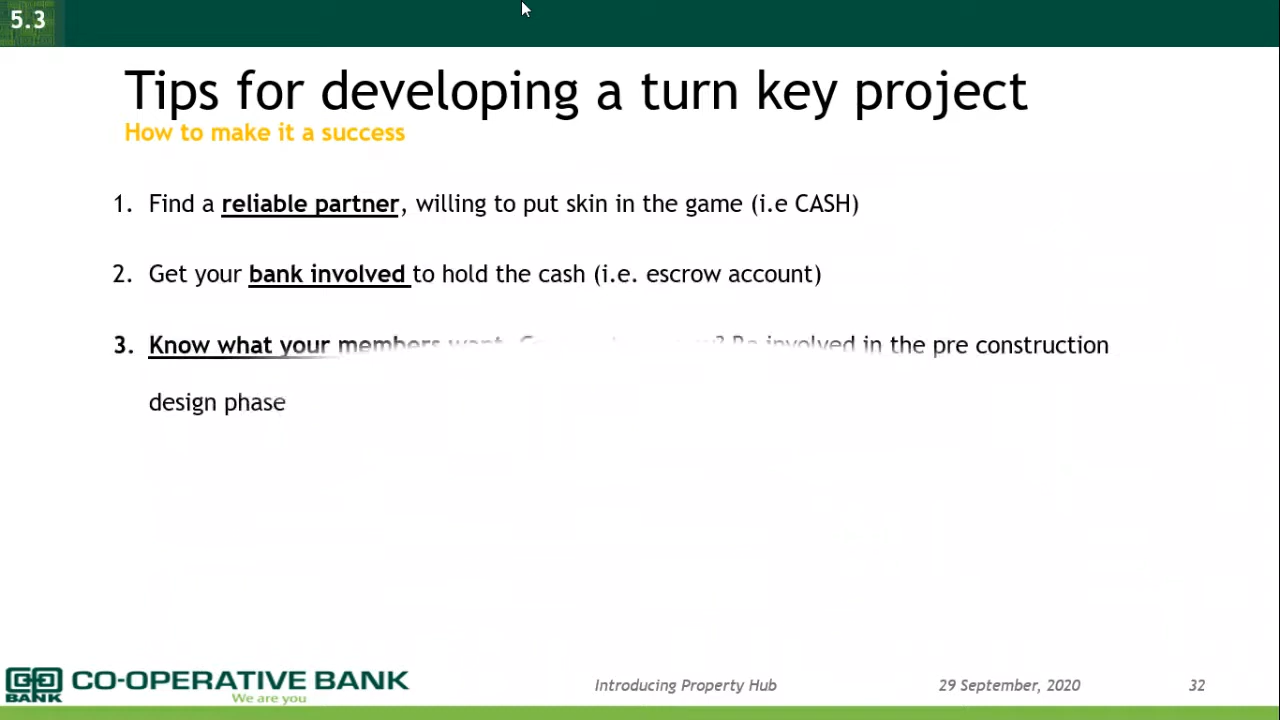 5.3
Tips for developing a turn key project
How to make it a success
1. Find a reliable partner, willing to put skin in the game (i.e CASH)
2. Get your bank involved to hold the cash (i.e. escrow account)
3. Know what your members want. involved in the pre construction
design phase
CO-OPERATIVE BANK
BANK
We are you
Introducing Property Hub
29 September, 2020
32